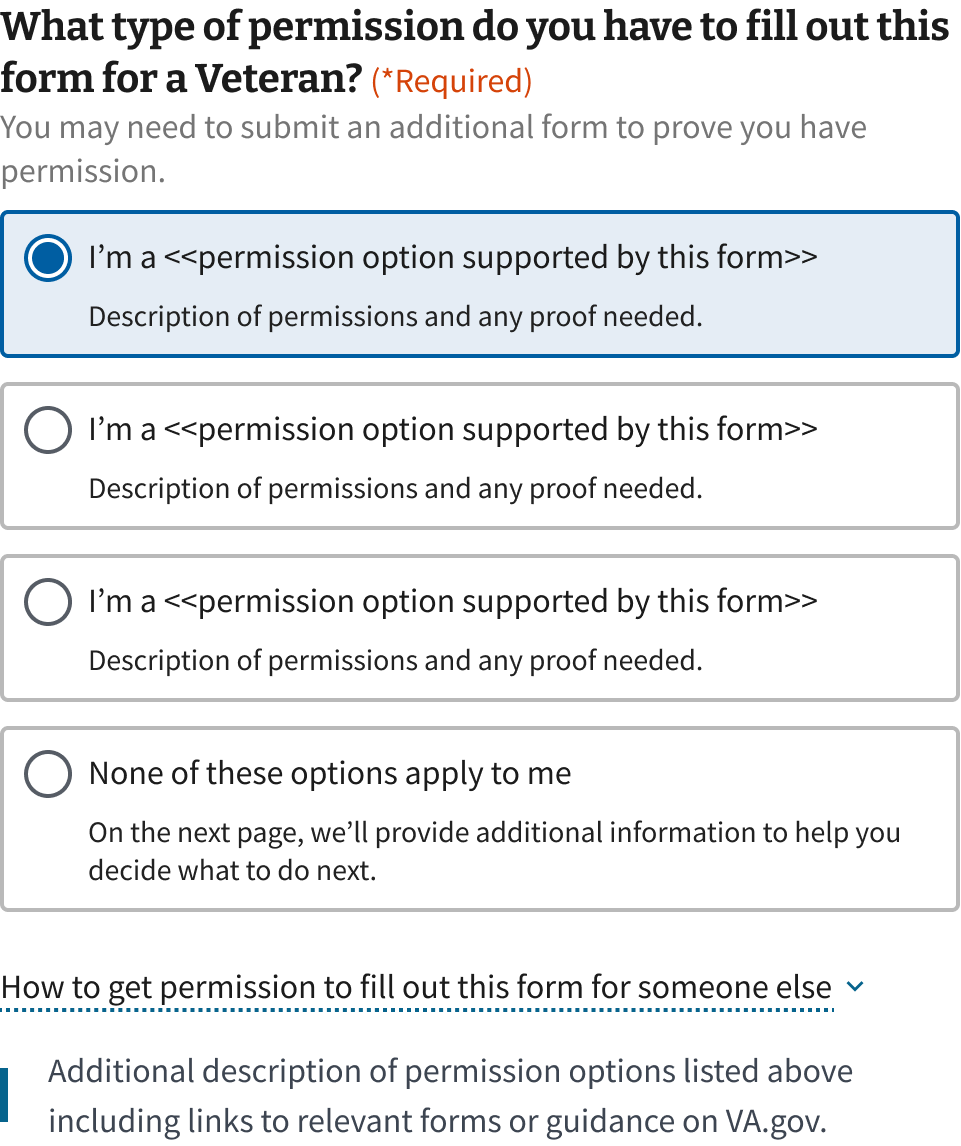 What type of permission do you have to fill out this
form for a Veteran? (*Required)
You may need to submit an additional form to prove you have
permission.
I’m a <<permission option supported by this form>>
Description of permissions and any proof needed.
I’m a <<permission option supported by this form>>
Description of permissions and any proof needed.
I’m a <<permission option supported by this form>>
Description of permissions and any proof needed.
None of these options apply to me
On the next page, we’ll provide additional information to help you
decide what to do next.
How to get permission to fill out this form for someone else
Additional description of permission options listed above
including links to relevant forms or guidance on VA.gov.